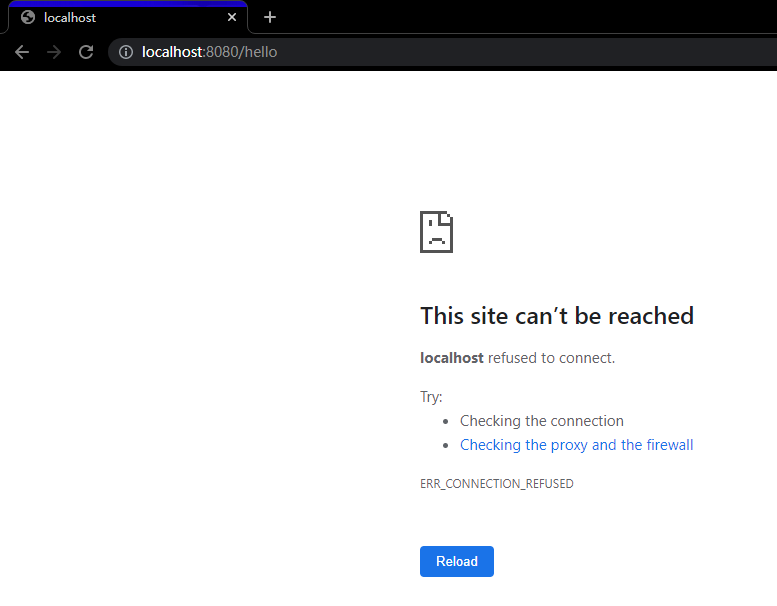 localhost
localhost:8080/hello
This site can’t be reached
localhost refused to connect.
Try:
• Checking the connection
• Checking the proxy and the firewall
ERR_CONNECTION_REFUSED
Reload